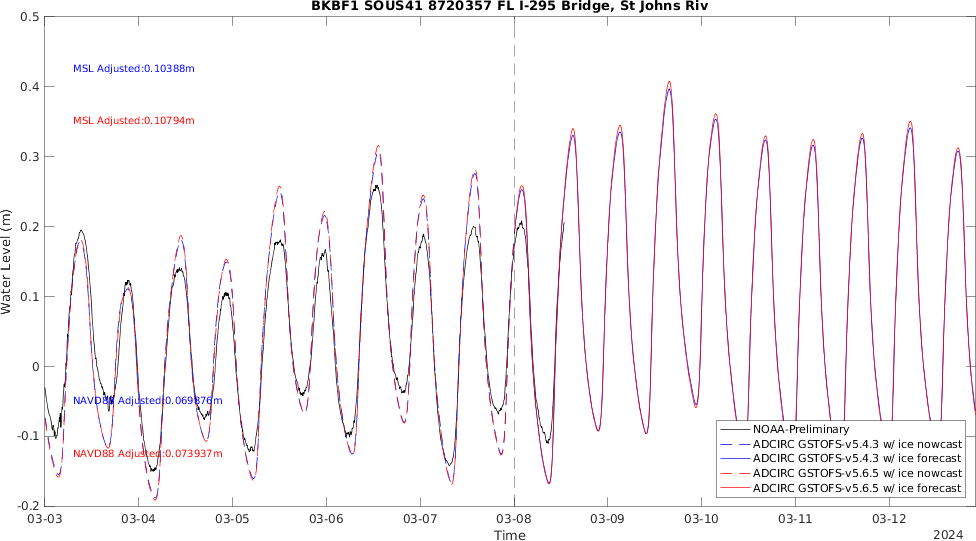 BKBF1 SOUS41 8720357 FL I-295 Bridge, St Johns Riv
0.5
0.4
0.3
0.2
0.1
0
-0.1
-0.2
Water Level (m)
MSL Adjusted:0.10388m
MSL Adjusted:0.10794m
NAVD88 Adjusted:0.069876m
NAVD88 Adjusted:0.073937m
NOAA-Preliminary
ADCIRC GSTOFS-v5.4.3 w/ ice nowcast
ADCIRC GSTOFS-v5.4.3 w/ ice forecast
ADCIRC GSTOFS-v5.6.5 w/ ice nowcast
ADCIRC GSTOFS-v5.6.5 w/ ice forecast
03-03 03-04 03-05 03-06 03-07 03-08 03-09 03-10 03-11 03-12
Time
2024